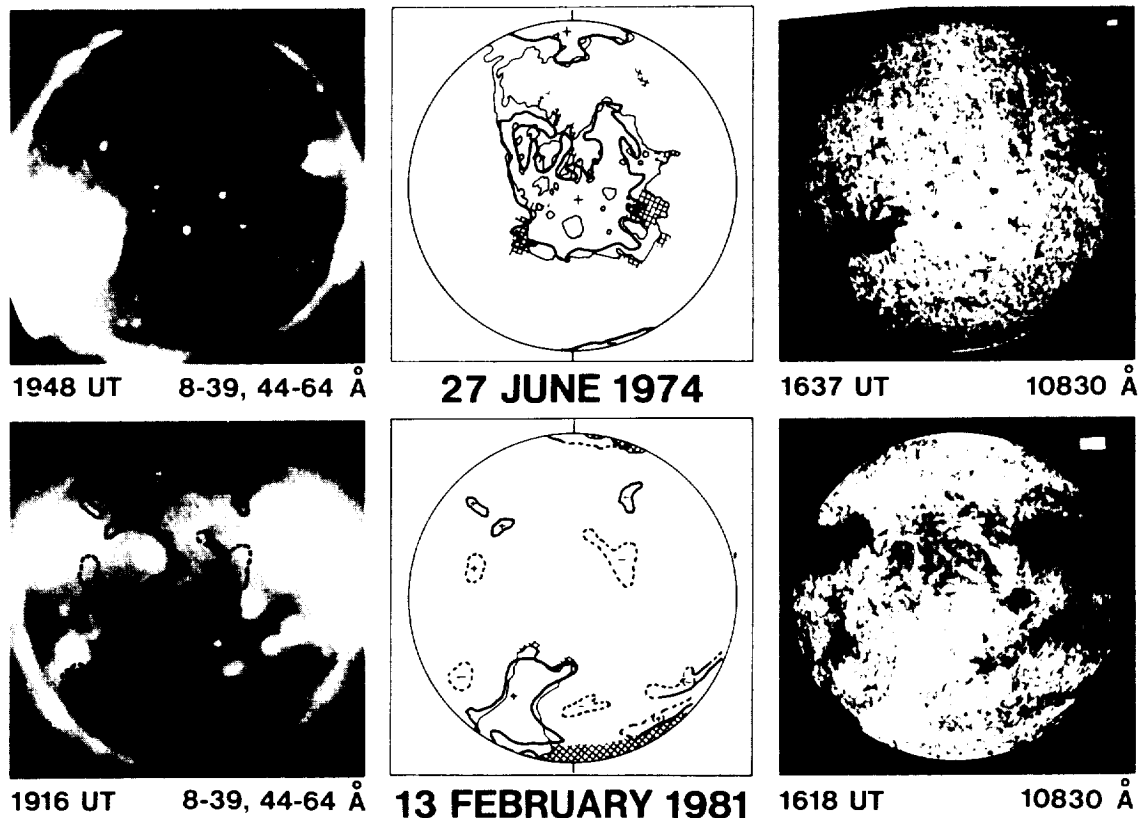 1948 UT 8-39, 44-64 Å
27 JUNE 1974
1637 UT 10830 Å
1916 UT 8-39, 44-64 Å
13 FEBRUARY 1981
1618 UT 10830 Å